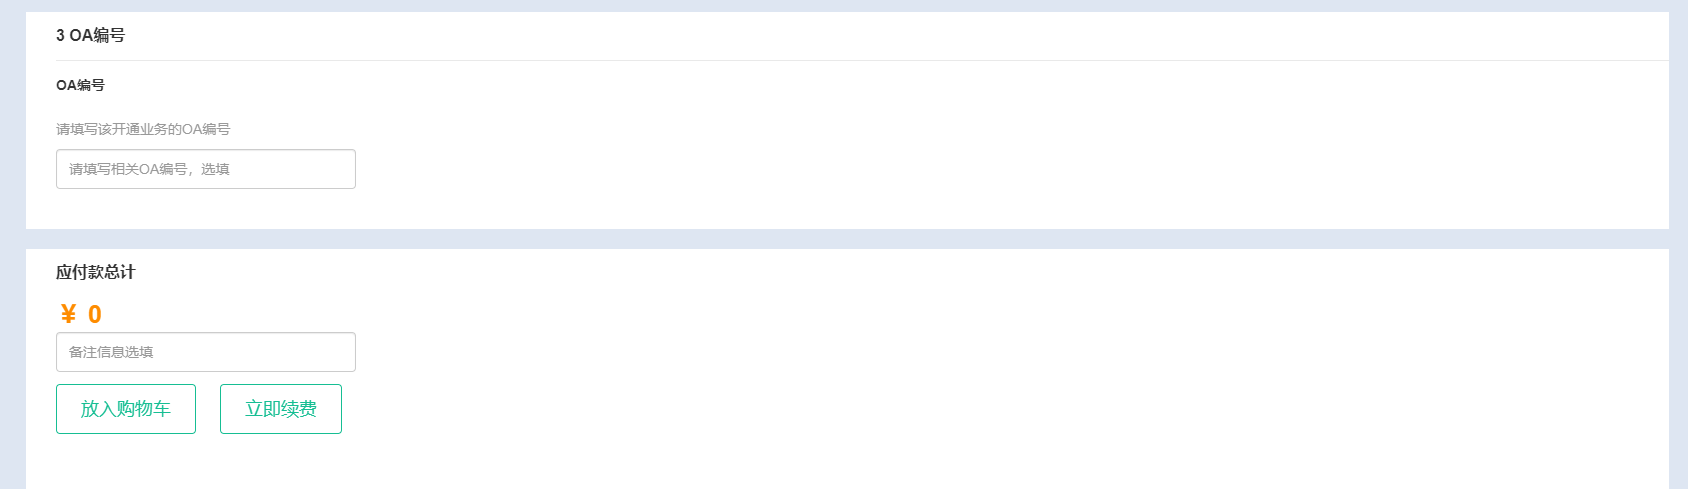 3 OA编号
OA编号
请填写该开通业务的OA编号
请填写相关OA编号，选填
应付款总计
¥ 0
备注信息选填
放入购物车 立即续费